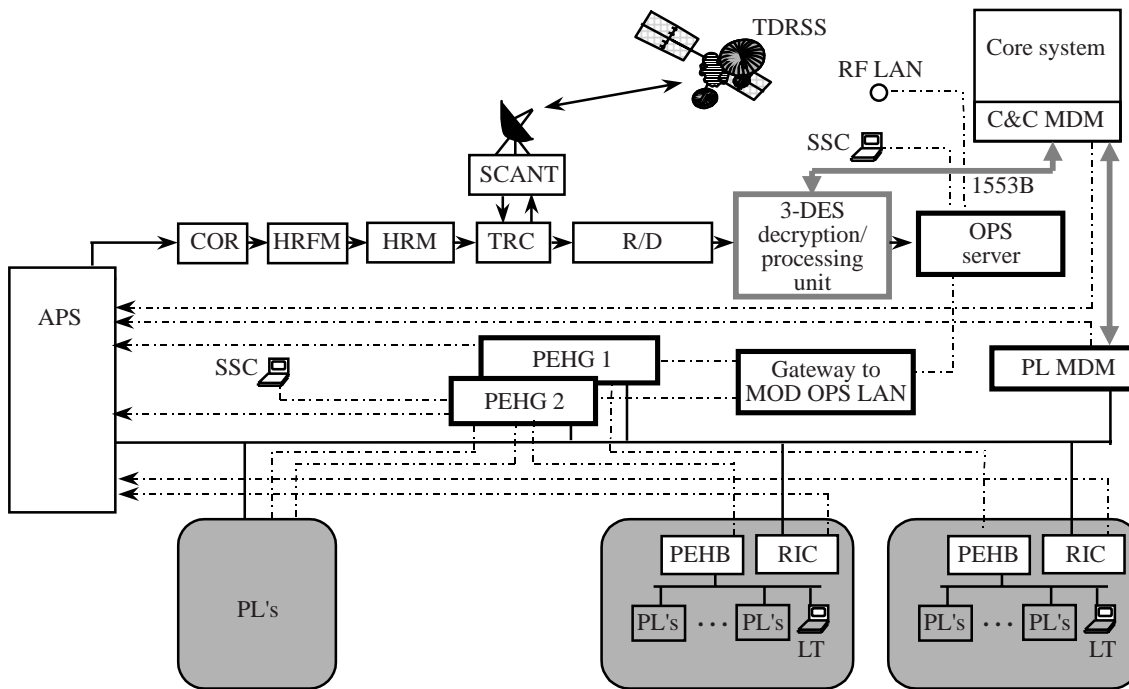 TDRSS
Core system
RF LAN
C&C MDM
SSC
SCANT
1553B
COR
HRFM
HRM
TRC
R/D
3-DES
decryption/
processing
unit
OPS
server
APS
PEHG 1
SSC
Gateway to
MOD OPS LAN
PL MDM
PEHG 2
PEHB
RIC
PEHB
RIC
PL's
PL's
...
PL's
LT
PL's
...
PL's
LT